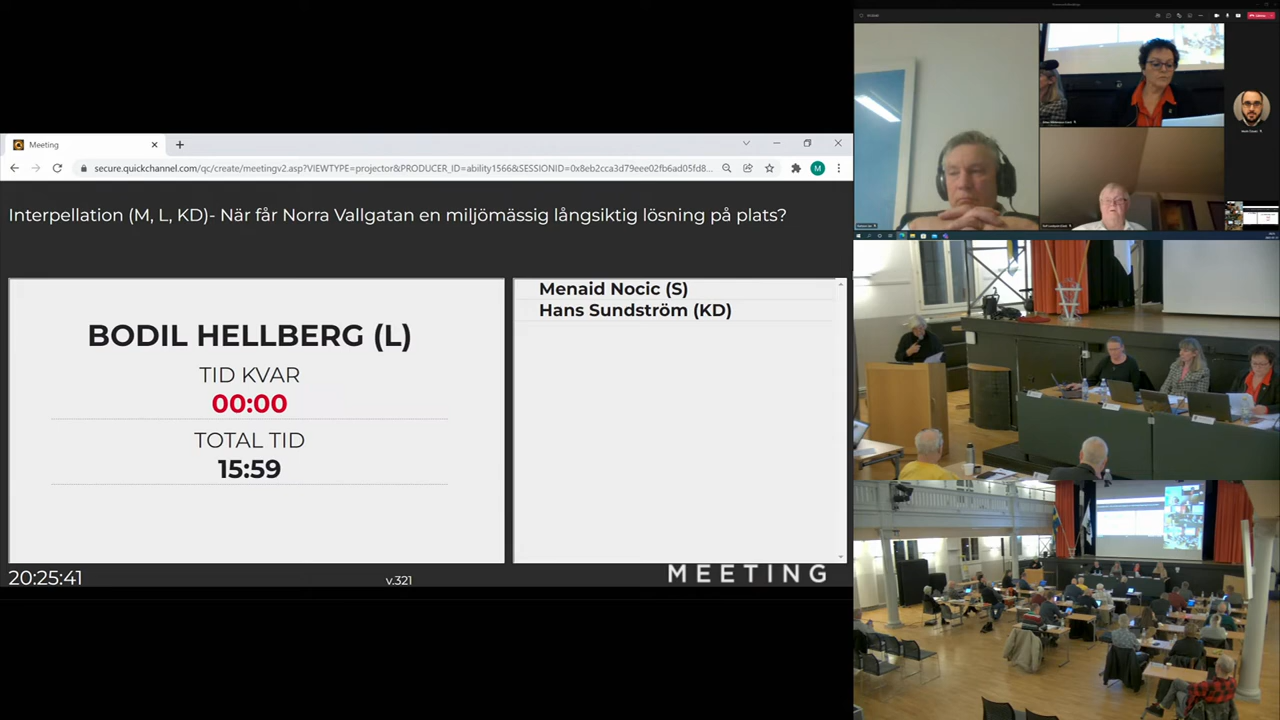 Meeting
secure.quickchannel.com/qc/create/meetingv2.asp?VIEWTYPE=projector&PRODUCER_ID=ability1566&SESSIONID=0x8eb2cca3d79eee02fb6ad05fd8...
M
Interpellation (M, L, KD)- När får Norra Vallgatan en miljömässig långsiktig lösning på plats?
BODIL HELLBERG (L)
TID KVAR
00:00
TOTAL TID
15:59
Menaid Nocic (S)
Hans Sundström (KD)
20:25:41
v.321
MEETING